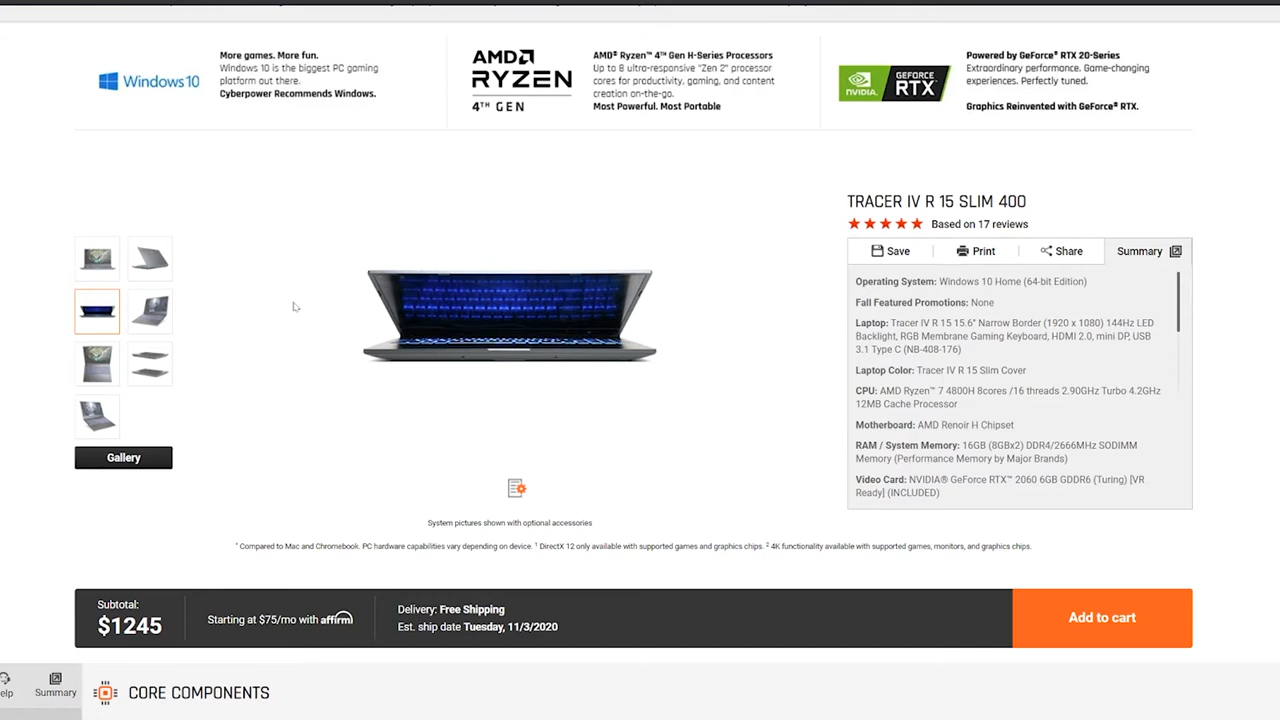 Windows 10
More games. More fun.
Windows 10 is the biggest PC gaming
platform out there.
Cyberpower Recommends Windows.
AMD
RYZEN
4TH GEN
AMD® Ryzen™ 4TH Gen H-Series Processors
Up to 8 ultra-responsive "Zen 2" processor
cores for productivity, gaming, and content
creation on-the-go.
Most Powerful. Most Portable
NVIDIA.
GEFORCE
RTX™
Powered by GeForce® RTX 20-Series
Extraordinary performance. Game-changing
experiences. Perfectly tuned.
Graphics Reinvented with GeForce® RTX.
TRACER IV R 15 SLIM 400
Based on 17 reviews
Save
Print
Share
Summary
Operating System: Windows 10 Home (64-bit Edition)
Fall Featured Promotions: None
Laptop: Tracer IV R 15 15.6" Narrow Border (1920 x 1080) 144Hz LED
Backlight, RGB Membrane Gaming Keyboard, HDMI 2.0, mini DP, USB
3.1 Type C (NB-408-176)
Laptop Color: Tracer IV R 15 Slim Cover
CPU: AMD Ryzen™ 7 4800H 8cores /16 threads 2.90GHz Turbo 4.2GHz
12MB Cache Processor
Motherboard: AMD Renoir H Chipset
RAM / System Memory: 16GB (8GBx2) DDR4/2666MHz SODIMM
Memory (Performance Memory by Major Brands)
Video Card: NVIDIA® GeForce RTX™ 2060 6GB GDDR6 (Turing) [VR
Ready] (INCLUDED)
Gallery
System pictures shown with optional accessories
* Compared to Mac and Chromebook. PC hardware capabilities vary depending on device. 1 DirectX 12 only available with supported games and graphics chips. 2 4K functionality available with supported games, monitors, and graphics chips.
Subtotal:
$1245
Starting at $75/mo with affirm
Delivery: Free Shipping
Est. ship date Tuesday, 11/3/2020
Add to cart
elp
Summary
CORE COMPONENTS